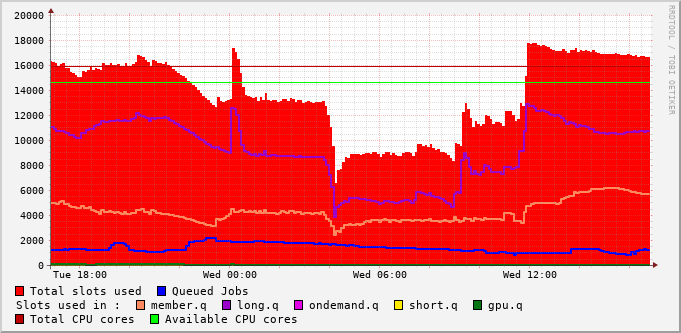 20000
18000
16000
14000
12000
10000
8000
6000
4000
2000
0
Tue 18:00 Wed 00:00 Wed 06:00 Wed 12:00
RRDTOOL / TOBI OETIKER
Total slots used Queued Jobs
Slots used in : member.q long.q ondemand.q short.q gpu.q
Total CPU cores Available CPU cores